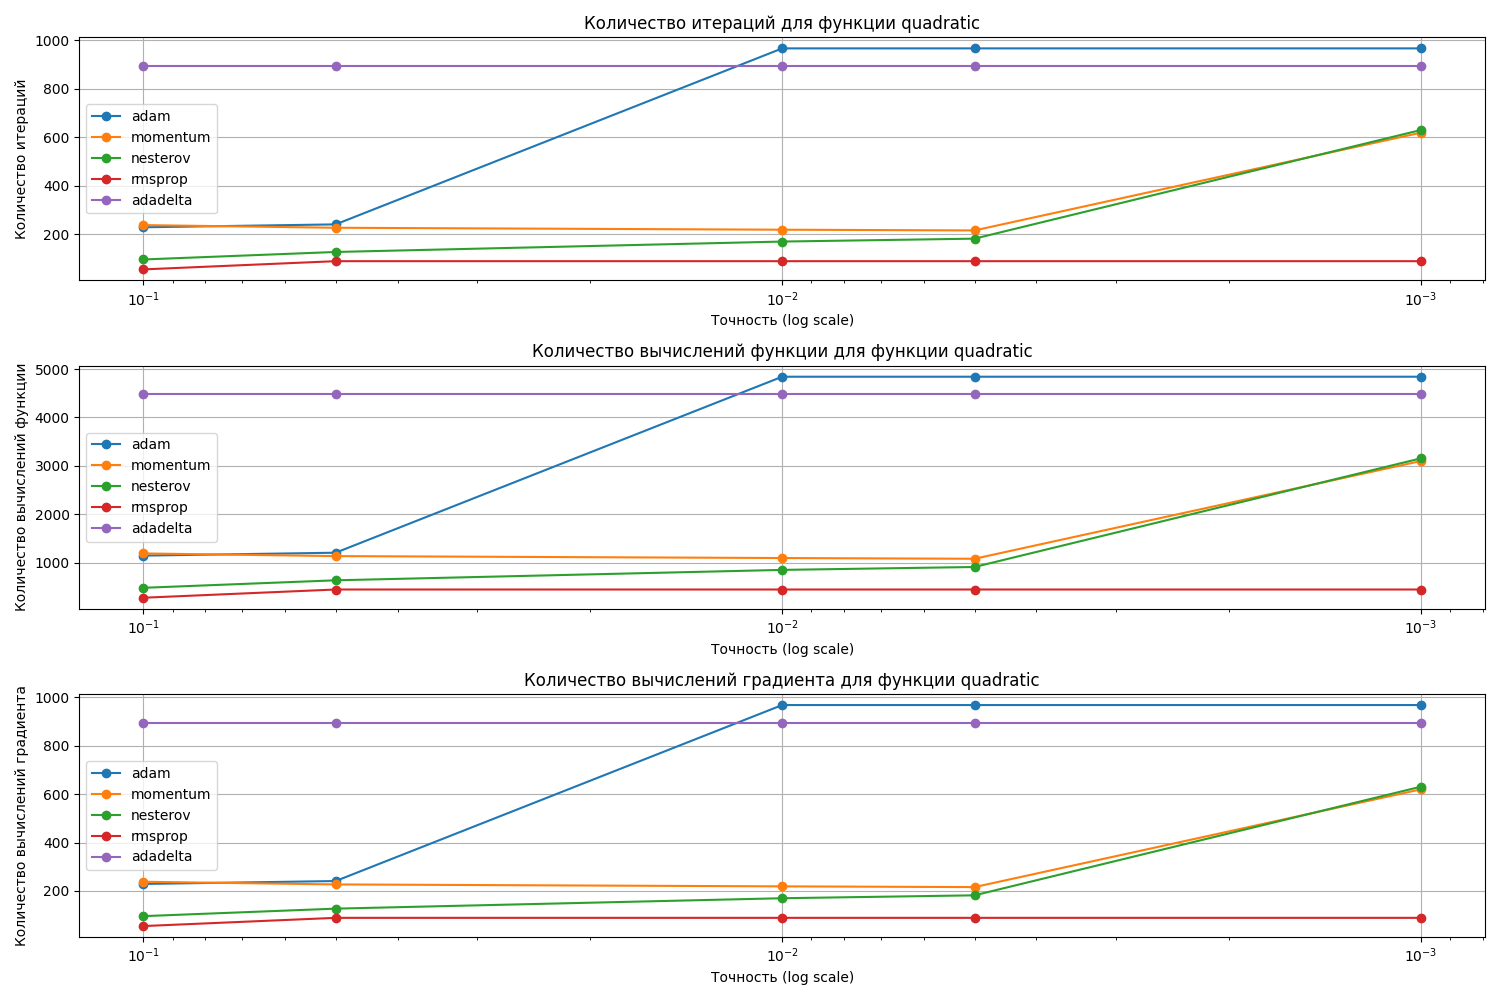 Количество итераций для функции quadratic
Количество итераций
1000
800
600
400
200
adam
momentum
nesterov
rmsprop
adadelta
10⁻¹
10⁻²
10⁻³
Точность (log scale)
Количество вычислений функции для функции quadratic
Количество вычислений функции
5000
4000
3000
2000
1000
adam
momentum
nesterov
rmsprop
adadelta
10⁻¹
10⁻²
10⁻³
Точность (log scale)
Количество вычислений градиента для функции quadratic
Количество вычислений градиента
1000
800
600
400
200
adam
momentum
nesterov
rmsprop
adadelta
10⁻¹
10⁻²
10⁻³
Точность (log scale)